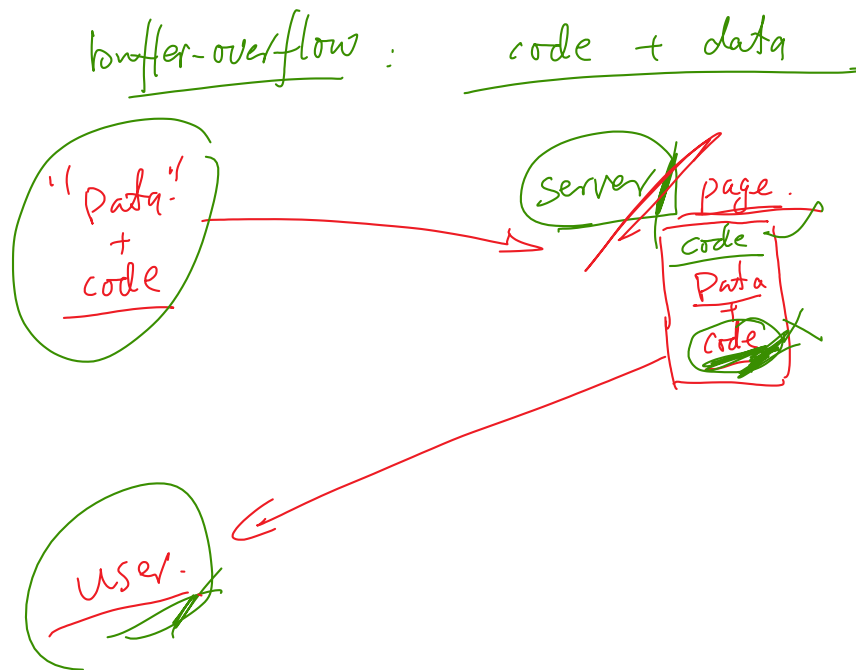 buffer-overflow : code + data
"Data"
+
code
server
page.
code
Data
+
code
user.